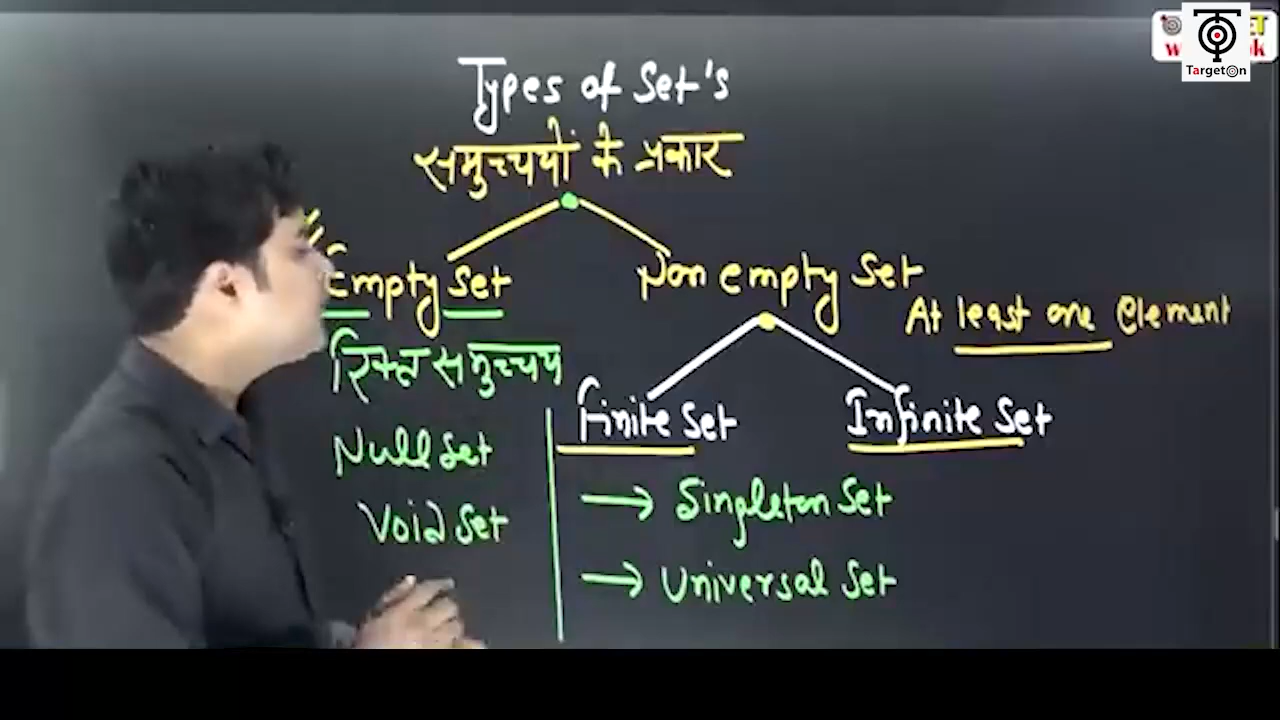 Types of Set's
समुच्चयों के प्रकार
Empty Set
Non empty Set
At least one Element
रिक्त समुच्चय
Finite Set
Infinite Set
Null Set
→ Singleton Set
Void Set
→ Universal Set
TargetOn